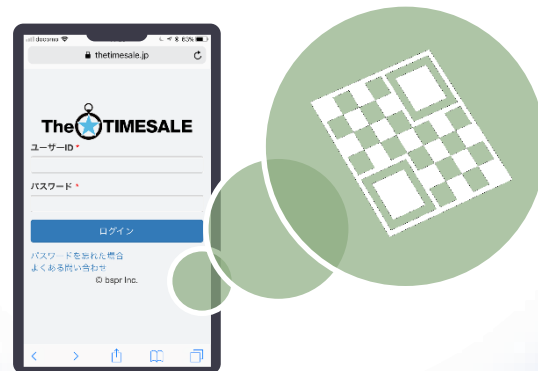 docomo 83%
thetimesale.jp
The TIMESALE
ユーザーID *
パスワード *
ログイン
パスワードを忘れた場合
よくある問い合わせ
© bspr Inc.